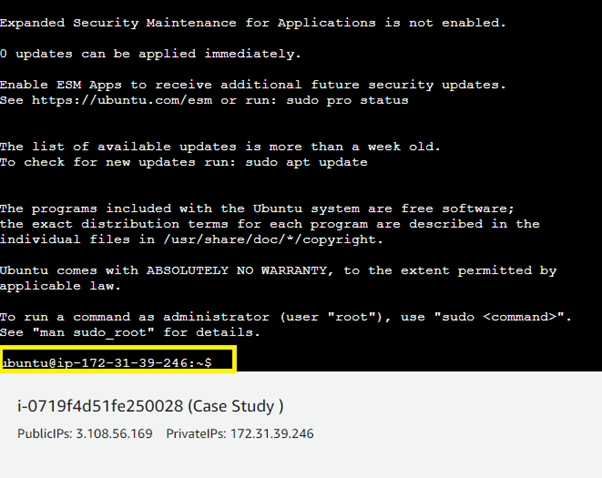 Expanded Security Maintenance for Applications is not enabled.
0 updates can be applied immediately.
Enable ESM Apps to receive additional future security updates.
See https://ubuntu.com/esm or run: sudo pro status
The list of available updates is more than a week old.
To check for new updates run: sudo apt update
The programs included with the Ubuntu system are free software;
the exact distribution terms for each program are described in the
individual files in /usr/share/doc/*/copyright.
Ubuntu comes with ABSOLUTELY NO WARRANTY, to the extent permitted by
applicable law.
To run a command as administrator (user "root"), use "sudo <command>".
See "man sudo_root" for details.
ubuntu@ip-172-31-39-246:~$
i-0719f4d51fe250028 (Case Study )
PublicIPs: 3.108.56.169 PrivateIPs: 172.31.39.246